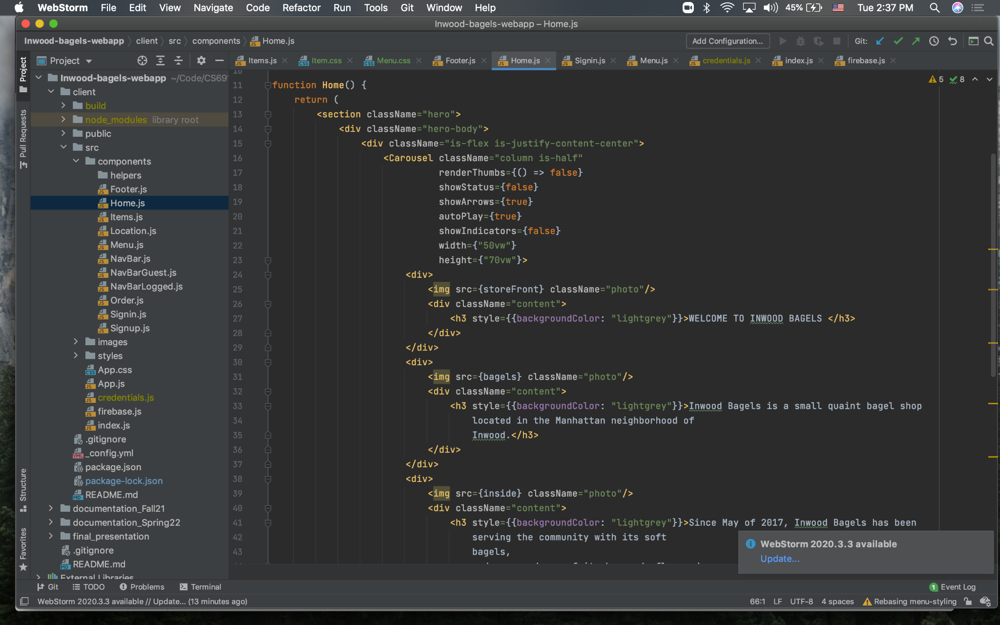 WebStorm File Edit View Navigate Code Refactor Run Tools Git Window Help 45% Tue 2:37 PM
Inwood-bagels-webapp – Home.js
Inwood-bagels-webapp client src components Home.js Add Configuration... Git:
Project Items.js Item.css Menu.css Footer.js Home.js Signin.js Menu.js credentials.js index.js firebase.js
Project
Pull Requests
Structure
Favorites
Inwood-bagels-webapp ~/Code/CS69
client
build
node_modules library root
public
src
components
helpers
Footer.js
Home.js
Items.js
Location.js
Menu.js
NavBar.js
NavBarGuest.js
NavBarLogged.js
Order.js
Signin.js
Signup.js
images
styles
App.css
App.js
credentials.js
firebase.js
index.js
.gitignore
_config.yml
package.json
package-lock.json
README.md
documentation_Fall21
documentation_Spring22
final_presentation
.gitignore
README.md
External Libraries
5 8
10
11 function Home() {
12 return (
13 <section className="hero">
14 <div className="hero-body">
15 <div className="is-flex is-justify-content-center">
16 <Carousel className="column is-half"
17 renderThumbs={() => false}
18 showStatus={false}
19 showArrows={true}
20 autoPlay={true}
21 showIndicators={false}
22 width={"50vw"}
23 height={"70vw"}>
24 <div>
25 <img src={storeFront} className="photo"/>
26 <div className="content">
27 <h3 style={{backgroundColor: "lightgrey"}}>WELCOME TO INWOOD BAGELS </h3>
28 </div>
29 </div>
30 <div>
31 <img src={bagels} className="photo"/>
32 <div className="content">
33 <h3 style={{backgroundColor: "lightgrey"}}>Inwood Bagels is a small quaint bagel shop
34 located in the Manhattan neighborhood of
35 Inwood.</h3>
36 </div>
37 </div>
38 <div>
39 <img src={inside} className="photo"/>
40 <div className="content">
41 <h3 style={{backgroundColor: "lightgrey"}}>Since May of 2017, Inwood Bagels has been
42 serving the community with its soft
43 bagels,
WebStorm 2020.3.3 available
Update...
Git TODO Problems Terminal 1 Event Log
WebStorm 2020.3.3 available // Update... (13 minutes ago) 66:1 LF UTF-8 4 spaces Rebasing menu-styling